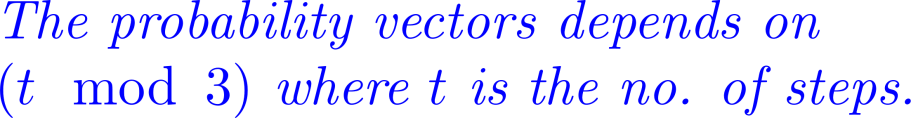 The probability vectors depends on
(t mod 3) where t is the no. of steps.